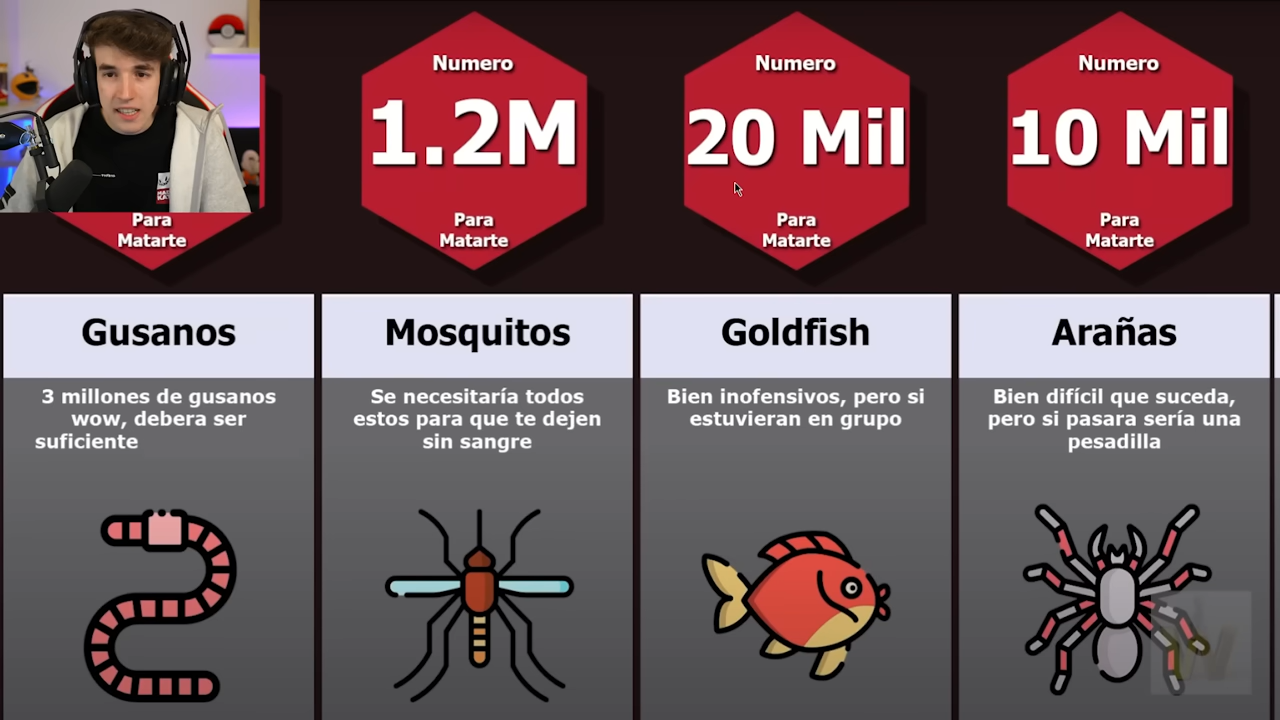 Numero
1.2M
Para
Matarte
Numero
20 Mil
Para
Matarte
Numero
10 Mil
Para
Matarte
Para
Matarte
Gusanos
3 millones de gusanos
wow, debera ser
suficiente
Mosquitos
Se necesitaría todos
estos para que te dejen
sin sangre
Goldfish
Bien inofensivos, pero si
estuvieran en grupo
Arañas
Bien difícil que suceda,
pero si pasara sería una
pesadilla